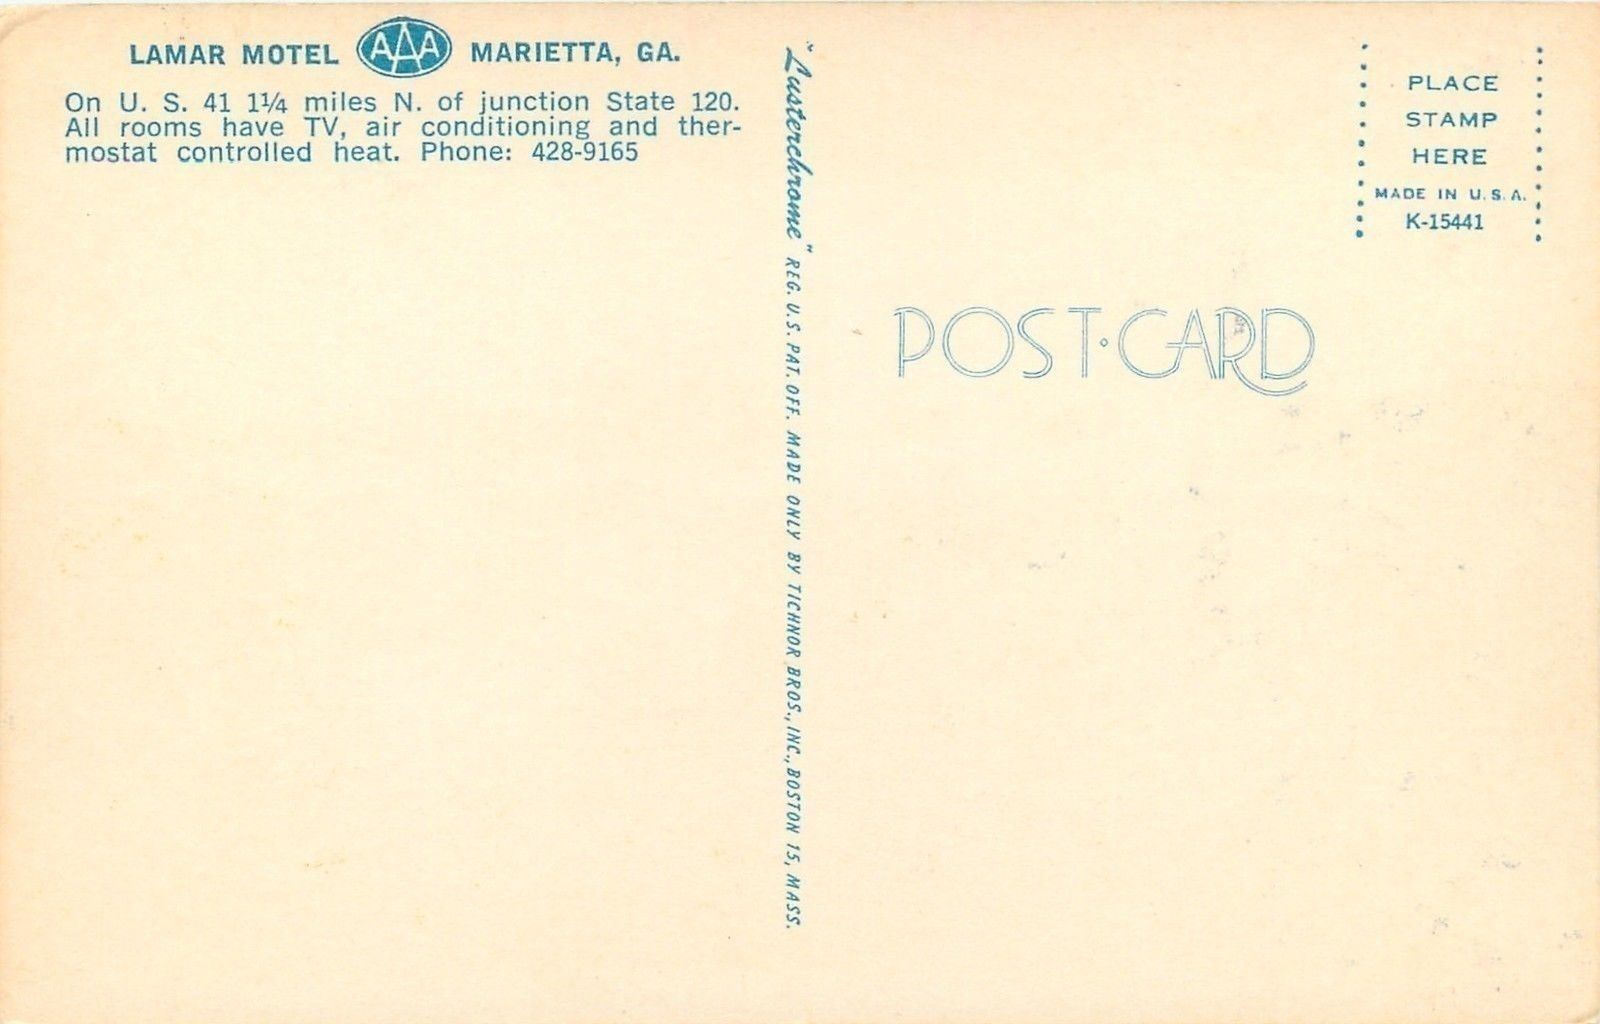 LAMAR MOTEL AAA MARIETTA, GA.
On U. S. 41 1¼ miles N. of junction State 120.
All rooms have TV, air conditioning and ther-
mostat controlled heat. Phone: 428-9165
"Lusterchrome" REG. U.S. PAT. OFF. MADE ONLY BY TICHNOR BROS., INC., BOSTON 15, MASS.
PLACE
STAMP
HERE
MADE IN U.S.A.
K-15441
POST·CARD